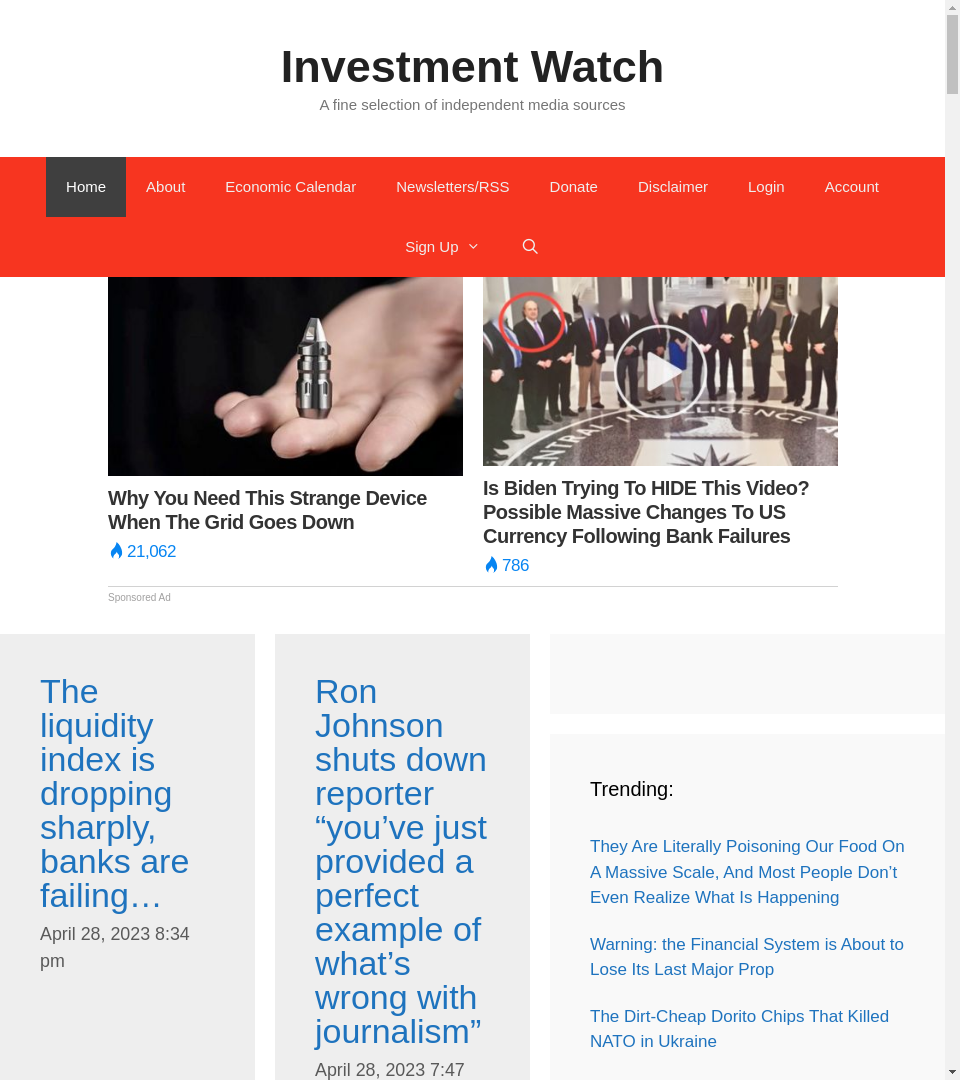 Investment Watch
A fine selection of independent media sources
Home
About
Economic Calendar
Newsletters/RSS
Donate
Disclaimer
Login
Account
Sign Up
CENTRAL INTELLIGENCE
Why You Need This Strange Device
When The Grid Goes Down
21,062
Is Biden Trying To HIDE This Video?
Possible Massive Changes To US
Currency Following Bank Failures
786
Sponsored Ad
The
liquidity
index is
dropping
sharply,
banks are
failing…
April 28, 2023 8:34
pm
Ron
Johnson
shuts down
reporter
“you’ve just
provided a
perfect
example of
what’s
wrong with
journalism”
April 28, 2023 7:47
Trending:
They Are Literally Poisoning Our Food On
A Massive Scale, And Most People Don’t
Even Realize What Is Happening
Warning: the Financial System is About to
Lose Its Last Major Prop
The Dirt-Cheap Dorito Chips That Killed
NATO in Ukraine